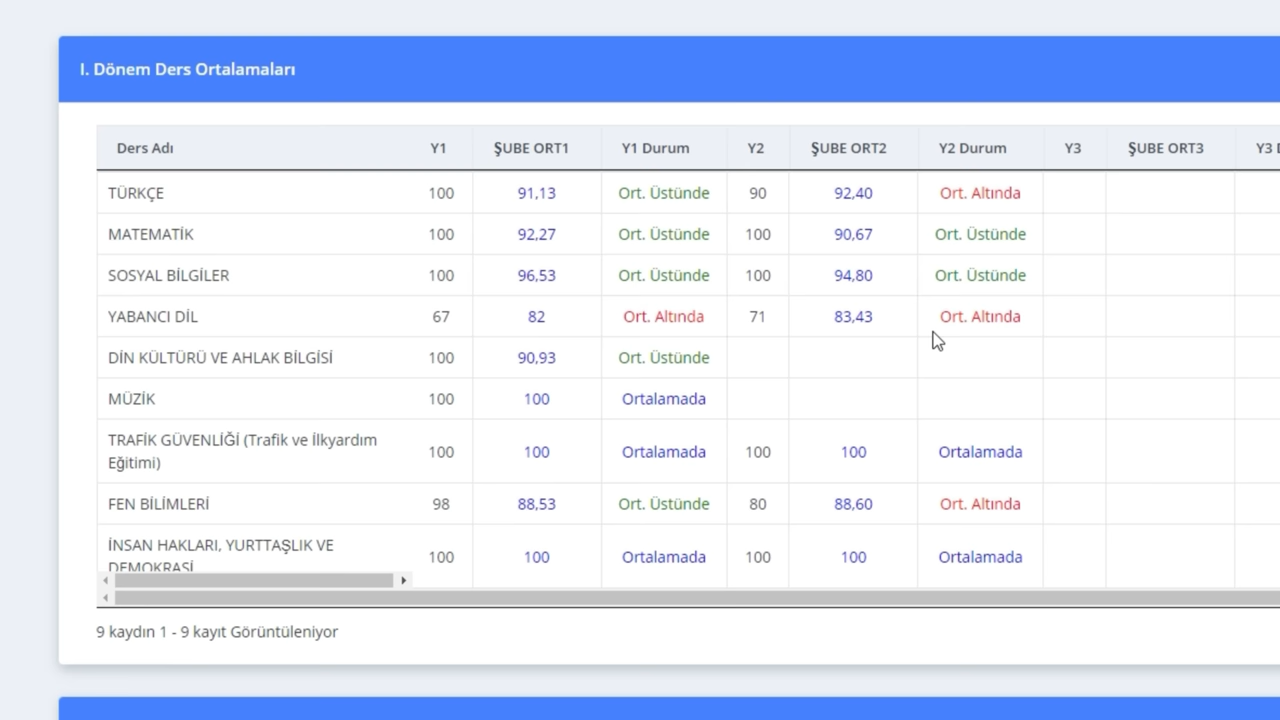 I. Dönem Ders Ortalamaları
Ders Adı Y1 ŞUBE ORT1 Y1 Durum Y2 ŞUBE ORT2 Y2 Durum Y3 ŞUBE ORT3 Y3
TÜRKÇE 100 91,13 Ort. Üstünde 90 92,40 Ort. Altında
MATEMATİK 100 92,27 Ort. Üstünde 100 90,67 Ort. Üstünde
SOSYAL BİLGİLER 100 96,53 Ort. Üstünde 100 94,80 Ort. Üstünde
YABANCI DİL 67 82 Ort. Altında 71 83,43 Ort. Altında
DİN KÜLTÜRÜ VE AHLAK BİLGİSİ 100 90,93 Ort. Üstünde
MÜZİK 100 100 Ortalamada
TRAFİK GÜVENLİĞİ (Trafik ve İlkyardım
Eğitimi) 100 100 Ortalamada 100 100 Ortalamada
FEN BİLİMLERİ 98 88,53 Ort. Üstünde 80 88,60 Ort. Altında
İNSAN HAKLARI, YURTTAŞLIK VE
DEMOKRASİ 100 100 Ortalamada 100 100 Ortalamada
9 kaydın 1 - 9 kayıt Görüntüleniyor